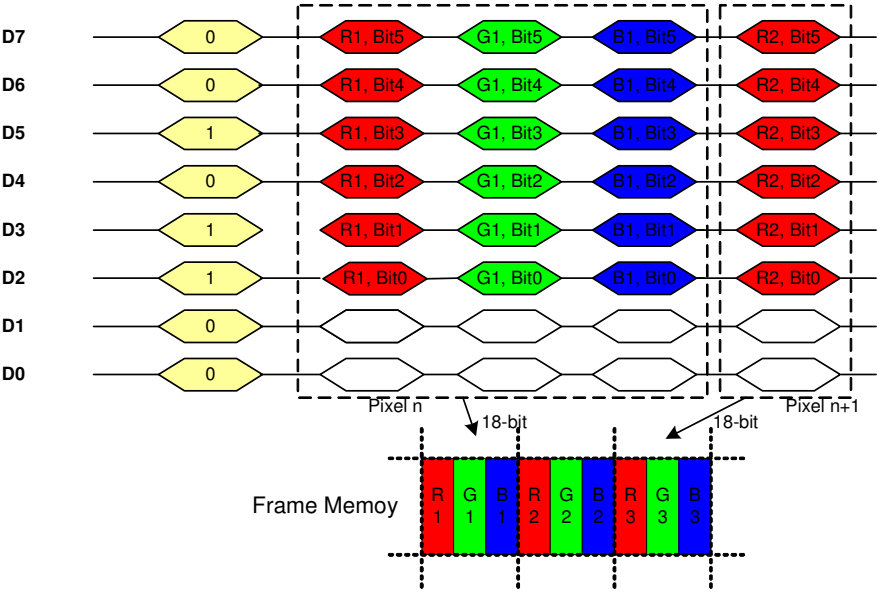 D7 0 R1, Bit5 G1, Bit5 B1, Bit5 R2, Bit5
D6 0 R1, Bit4 G1, Bit4 B1, Bit4 R2, Bit4
D5 1 R1, Bit3 G1, Bit3 B1, Bit3 R2, Bit3
D4 0 R1, Bit2 G1, Bit2 B1, Bit2 R2, Bit2
D3 1 R1, Bit1 G1, Bit1 B1, Bit1 R2, Bit1
D2 1 R1, Bit0 G1, Bit0 B1, Bit0 R2, Bit0
D1 0
D0 0
Pixel n Pixel n+1
18-bit 18-bit
Frame Memoy
R G B R G B R G B
1 1 1 2 2 2 3 3 3